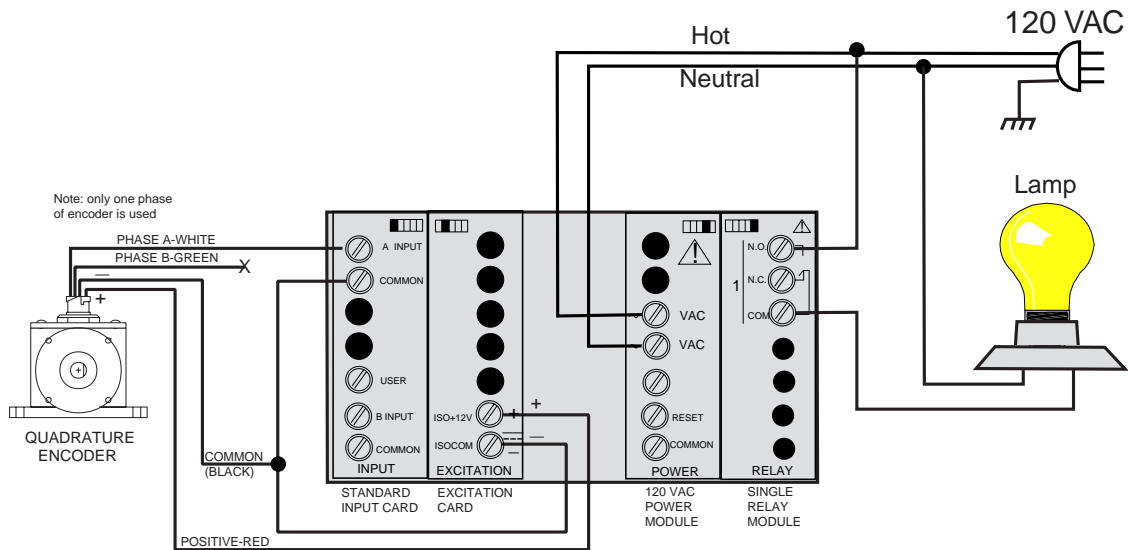 120 VAC
Hot
Neutral
Lamp
Note: only one phase
of encoder is used
PHASE A-WHITE
PHASE B-GREEN
X
–
+
QUADRATURE
ENCODER
COMMON
(BLACK)
POSITIVE-RED
A INPUT
COMMON
USER
B INPUT
COMMON
INPUT
STANDARD
INPUT CARD
ISO+12V
+
+
ISOCOM
–
–
EXCITATION
EXCITATION
CARD
VAC
VAC
RESET
COMMON
POWER
120 VAC
POWER
MODULE
N.O.
N.C.
1
COM
RELAY
SINGLE
RELAY
MODULE